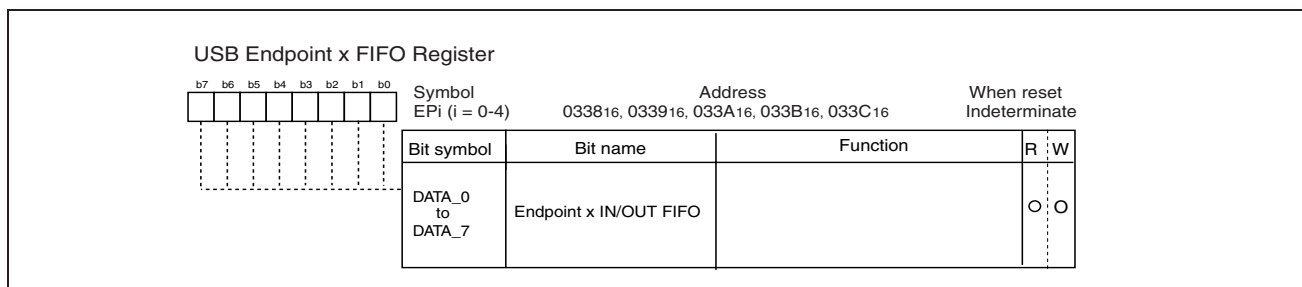 USB Endpoint x FIFO Register
b7 b6 b5 b4 b3 b2 b1 b0
Symbol Address When reset
EPi (i = 0-4) 033816, 033916, 033A16, 033B16, 033C16 Indeterminate
Bit symbol Bit name Function R W
DATA_0
to
DATA_7
Endpoint x IN/OUT FIFO
O O